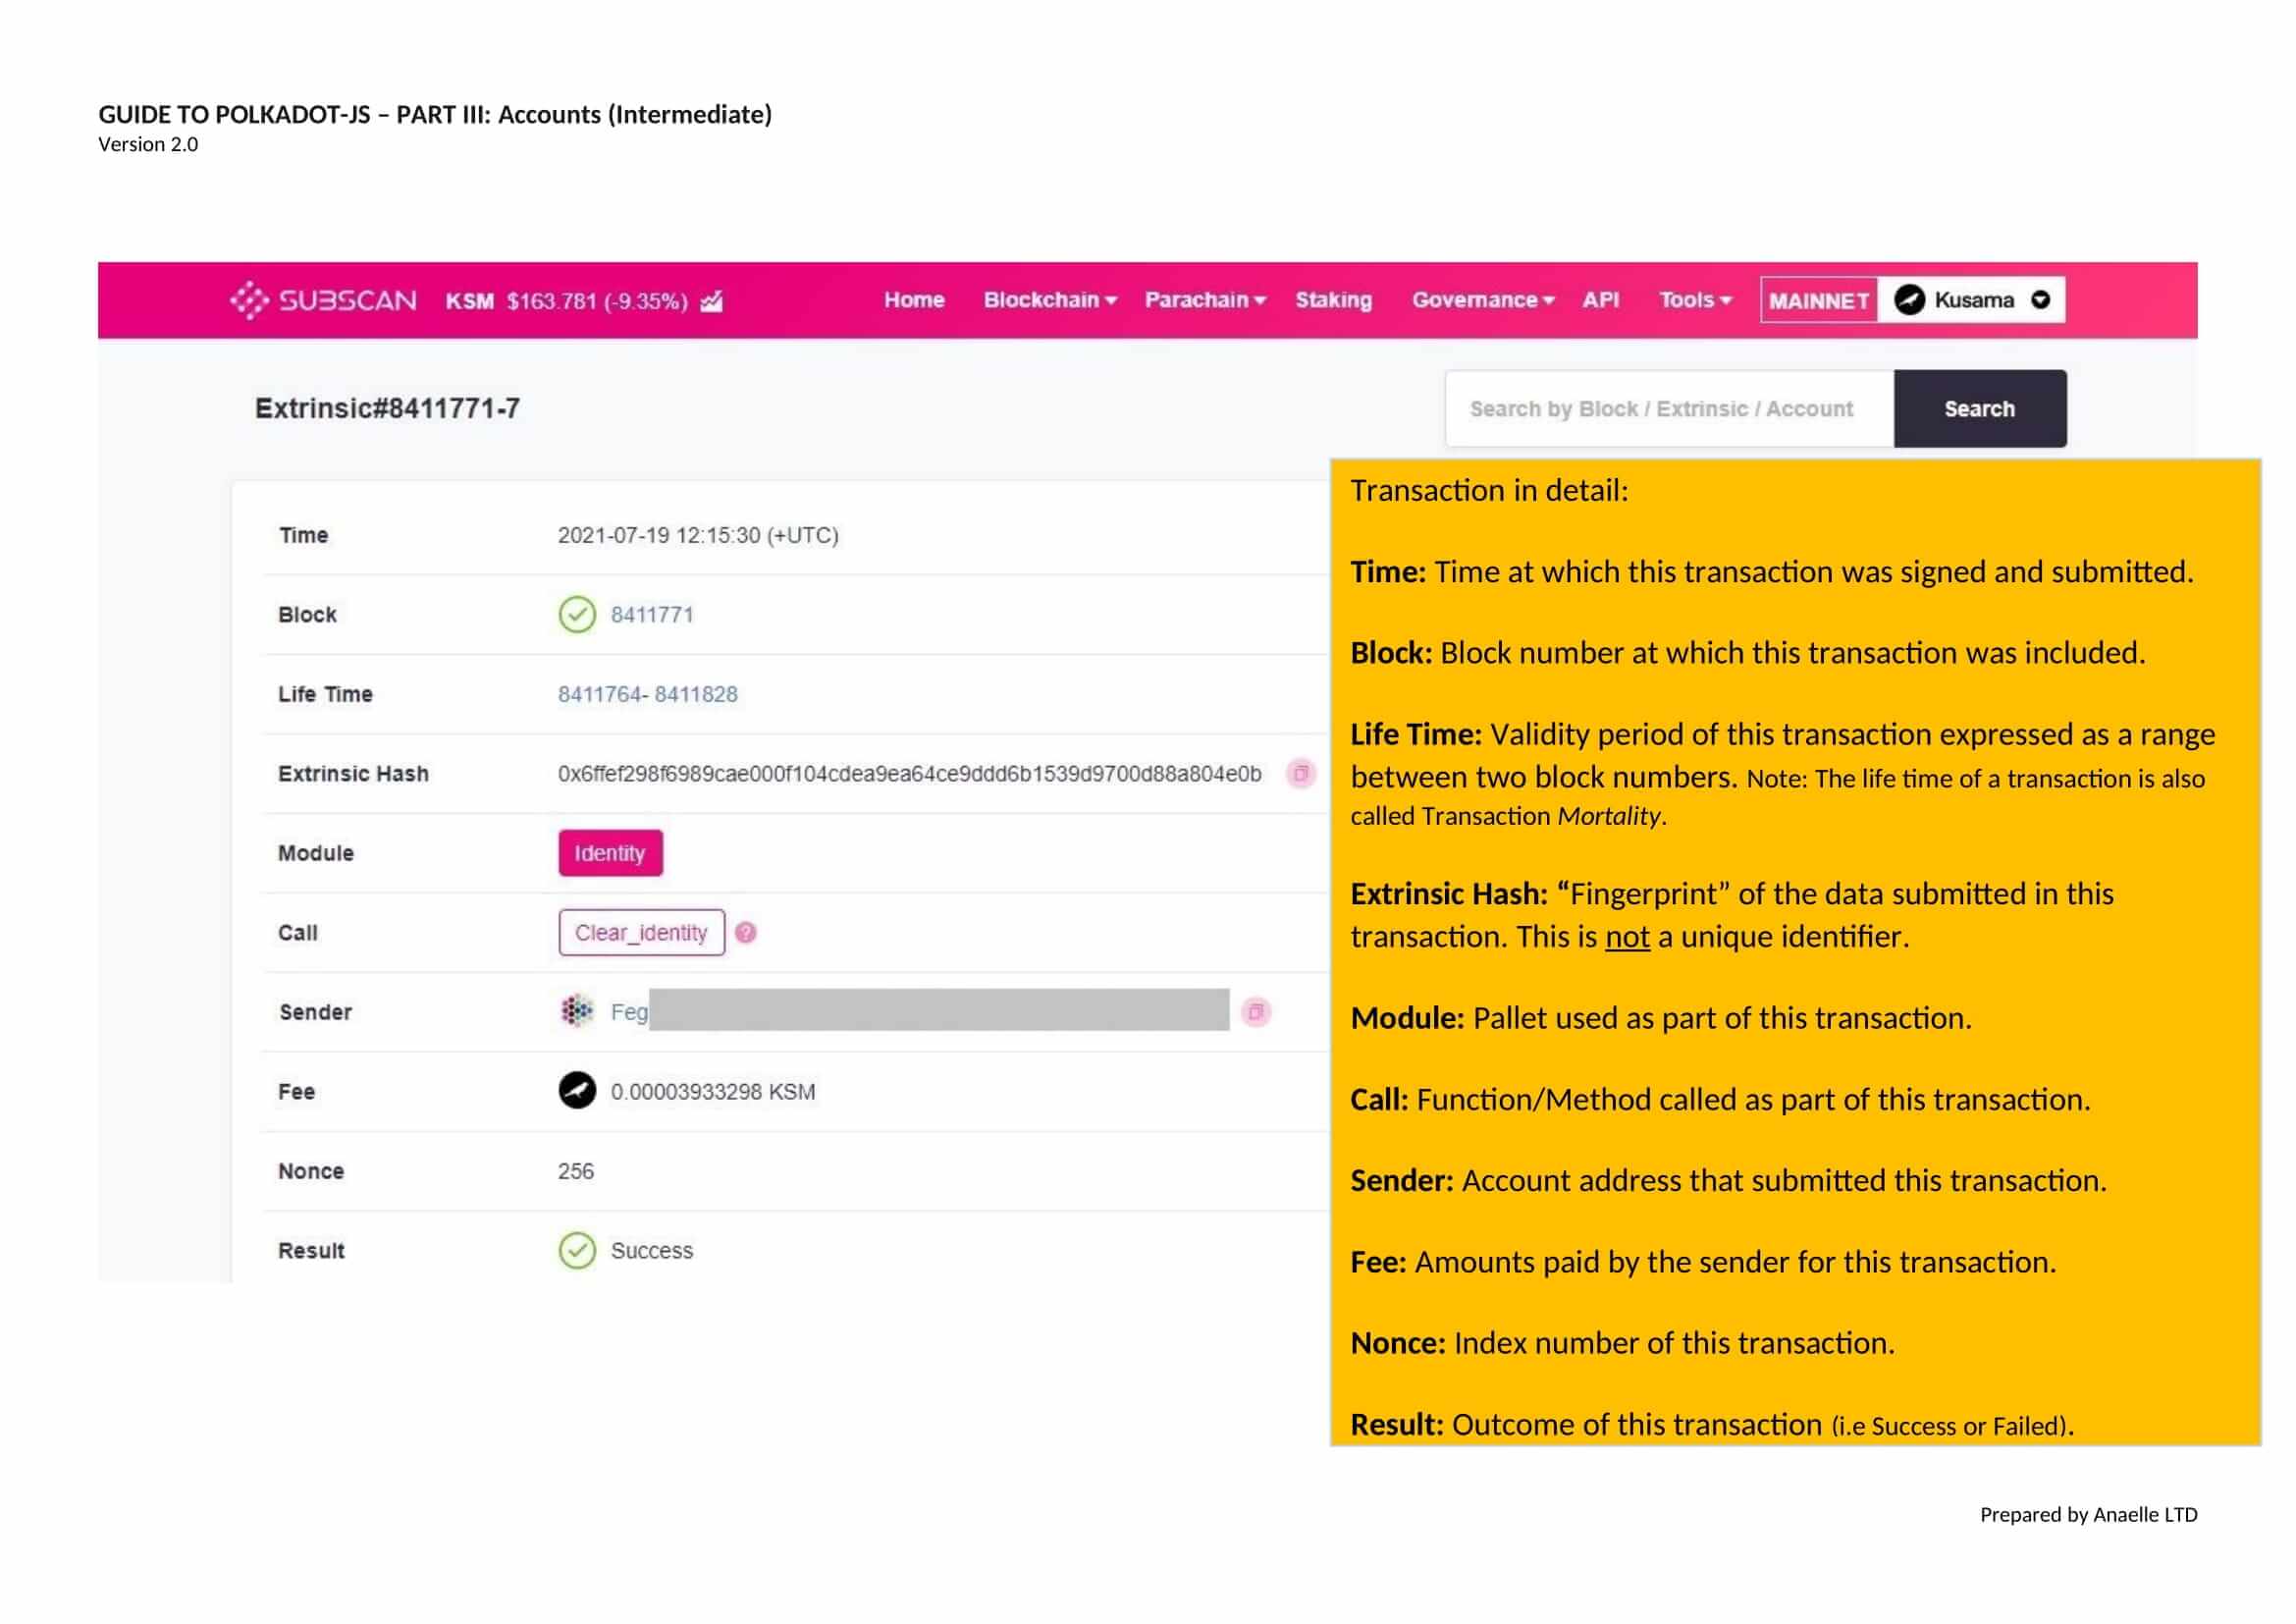 GUIDE TO POLKADOT-JS – PART III: Accounts (Intermediate)
Version 2.0
SUBSCAN KSM $163.781 (-9.35%) Home Blockchain Parachain Staking Governance API Tools MAINNET Kusama
Extrinsic#8411771-7
Search by Block / Extrinsic / Account Search
Time 2021-07-19 12:15:30 (+UTC)
Block 8411771
Life Time 8411764- 8411828
Extrinsic Hash 0x6ffef298f6989cae000f104cdea9ea64ce9ddd6b1539d9700d88a804e0b
Module Identity
Call Clear_identity ?
Sender Feg
Fee 0.00003933298 KSM
Nonce 256
Result Success
Transaction in detail:
Time: Time at which this transaction was signed and submitted.
Block: Block number at which this transaction was included.
Life Time: Validity period of this transaction expressed as a range
between two block numbers. Note: The life time of a transaction is also
called Transaction Mortality.
Extrinsic Hash: “Fingerprint” of the data submitted in this
transaction. This is not a unique identifier.
Module: Pallet used as part of this transaction.
Call: Function/Method called as part of this transaction.
Sender: Account address that submitted this transaction.
Fee: Amounts paid by the sender for this transaction.
Nonce: Index number of this transaction.
Result: Outcome of this transaction (i.e Success or Failed).
Prepared by Anaelle LTD